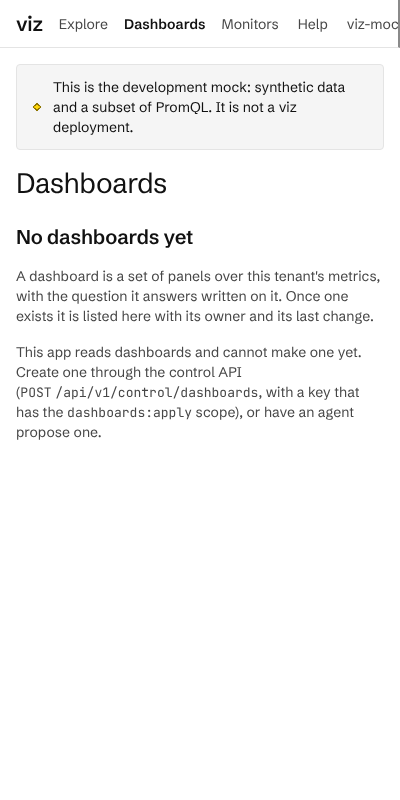 viz Explore Dashboards Monitors Help viz-moc
This is the development mock: synthetic data
and a subset of PromQL. It is not a viz
deployment.
Dashboards
No dashboards yet
A dashboard is a set of panels over this tenant's metrics,
with the question it answers written on it. Once one
exists it is listed here with its owner and its last change.
This app reads dashboards and cannot make one yet.
Create one through the control API
(POST /api/v1/control/dashboards, with a key that
has the dashboards:apply scope), or have an agent
propose one.